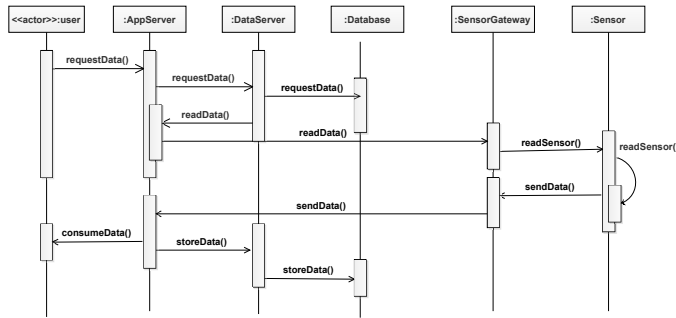 <<actor>>:user
:AppServer
:DataServer
:Database
:SensorGateway
:Sensor
requestData()
requestData()
requestData()
readData()
readData()
readSensor()
readSensor(
sendData()
sendData()
consumeData()
storeData()
storeData()